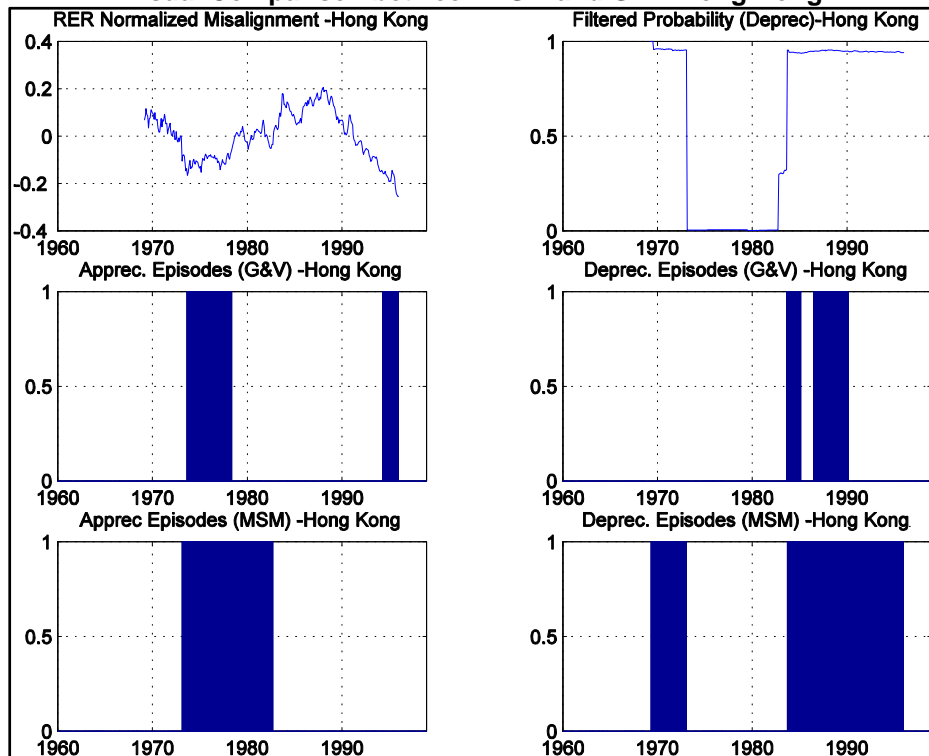 RER Normalized Misalignment -Hong Kong
0.4
0.2
0
-0.2
-0.4
1960 1970 1980 1990
Filtered Probability (Deprec)-Hong Kong
1
0.5
0
1960 1970 1980 1990
Apprec. Episodes (G&V) -Hong Kong
1
0.5
0
1960 1970 1980 1990
Deprec. Episodes (G&V) -Hong Kong
1
0.5
0
1960 1970 1980 1990
Apprec Episodes (MSM) -Hong Kong
1
0.5
0
1960 1970 1980 1990
Deprec. Episodes (MSM) -Hong Kong
1
0.5
0
1960 1970 1980 1990